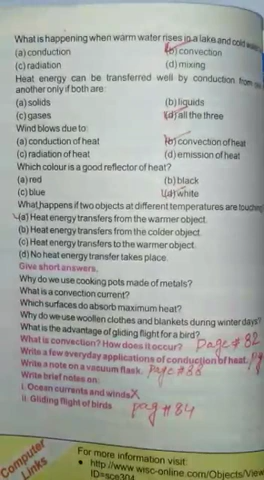 What is happening when warm water rises in a lake and cold water
(a) conduction (b) convection
(c) radiation (d) mixing
Heat energy can be transferred well by conduction from
another only if both are:
(a) solids (b) liquids
(c) gases (d) all the three
Wind blows due to:
(a) conduction of heat (b) convection of heat
(c) radiation of heat (d) emission of heat
Which colour is a good reflector of heat?
(a) red (b) black
(c) blue (d) white
What happens if two objects at different temperatures are touching
(a) Heat energy transfers from the warmer object.
(b) Heat energy transfers from the colder object.
(c) Heat energy transfers to the warmer object.
(d) No heat energy transfer takes place.
Give short answers.
Why do we use cooking pots made of metals?
What is a convection current?
Which surfaces do absorb maximum heat?
Why do we use woollen clothes and blankets during winter days?
What is the advantage of gliding flight for a bird?
What is convection? How does it occur? page # 82
Write a few everyday applications of conduction of heat. pg
Write a note on a vacuum flask. page # 88
Write brief notes on:
i. Ocean currents and winds X
ii. Gliding flight of birds pag # 84
Computer
Links
For more information visit:
• http://www.wisc-online.com/Objects/View
ID=sce304